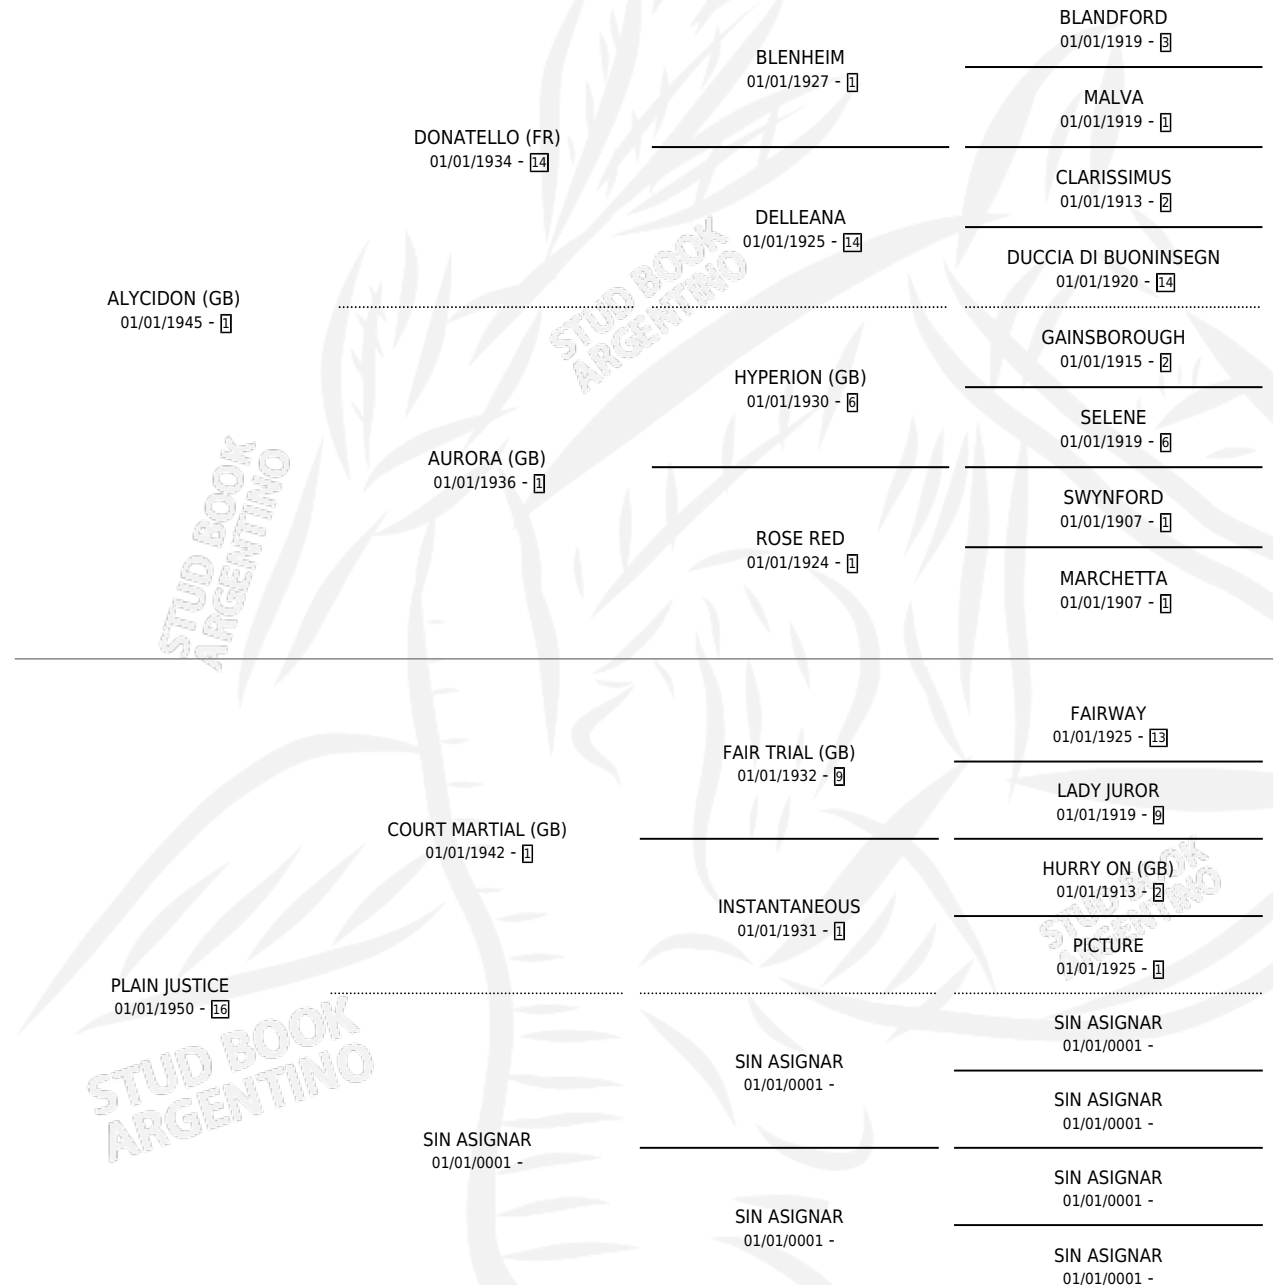 BLANDFORD
01/01/1919 - 3
BLENHEIM
01/01/1927 - 1
MALVA
01/01/1919 - 1
DONATELLO (FR)
01/01/1934 - 14
CLARISSIMUS
01/01/1913 - 2
DELLEANA
01/01/1925 - 14
DUCCIA DI BUONINSEGN
01/01/1920 - 14
ALYCIDON (GB)
01/01/1945 - 1
GAINSBOROUGH
01/01/1915 - 2
HYPERION (GB)
01/01/1930 - 6
SELENE
01/01/1919 - 6
AURORA (GB)
01/01/1936 - 1
SWYNFORD
01/01/1907 - 1
ROSE RED
01/01/1924 - 1
MARCHETTA
01/01/1907 - 1
FAIRWAY
01/01/1925 - 13
FAIR TRIAL (GB)
01/01/1932 - 9
LADY JUROR
01/01/1919 - 9
COURT MARTIAL (GB)
01/01/1942 - 1
HURRY ON (GB)
01/01/1913 - 2
INSTANTANEOUS
01/01/1931 - 1
PICTURE
01/01/1925 - 1
PLAIN JUSTICE
01/01/1950 - 16
SIN ASIGNAR
01/01/0001 -
SIN ASIGNAR
01/01/0001 -
SIN ASIGNAR
01/01/0001 -
SIN ASIGNAR
01/01/0001 -
SIN ASIGNAR
01/01/0001 -
SIN ASIGNAR
01/01/0001 -
SIN ASIGNAR
01/01/0001 -
STUD BOOK
ARGENTINO
STUD BOOK
ARGENTINO
STUD BOOK
ARGENTINO
STUD BOOK
ARGENTINO